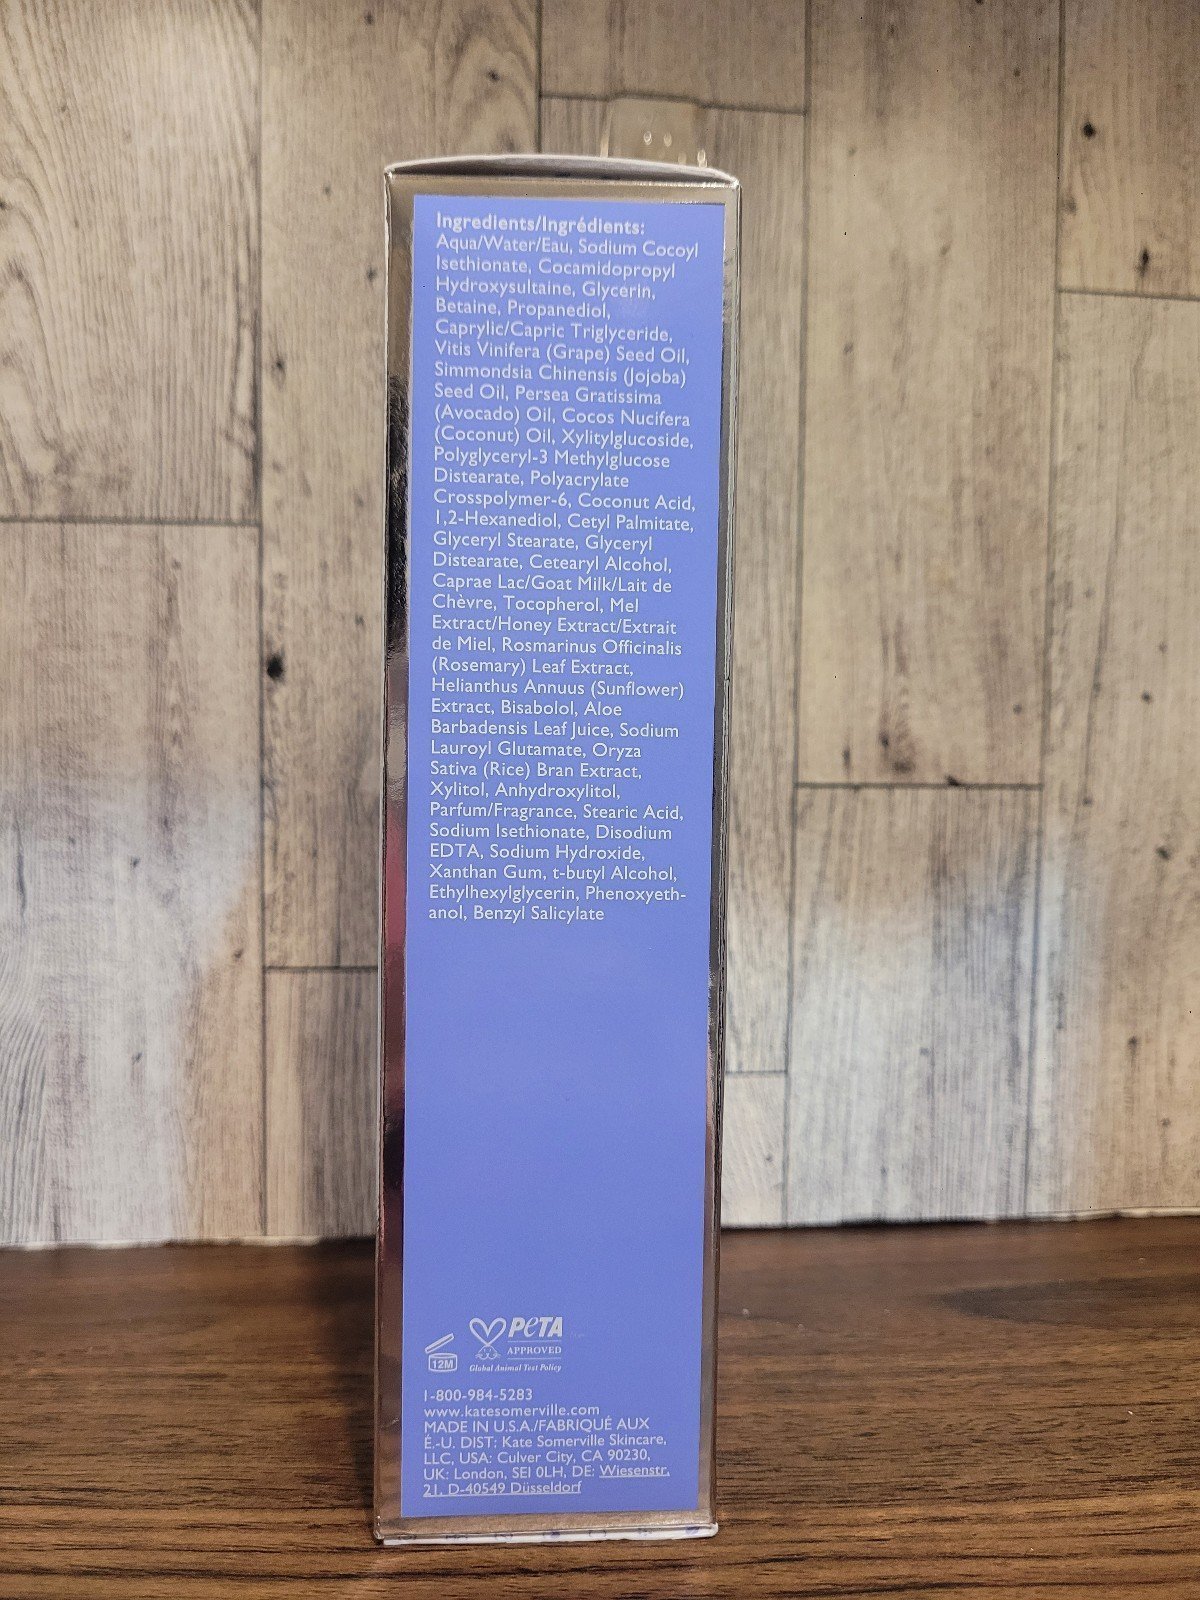 Ingredients/Ingrédients:
Aqua/Water/Eau, Sodium Cocoyl
Isethionate, Cocamidopropyl
Hydroxysultaine, Glycerin,
Betaine, Propanediol,
Caprylic/Capric Triglyceride,
Vitis Vinifera (Grape) Seed Oil,
Simmondsia Chinensis (Jojoba)
Seed Oil, Persea Gratissima
(Avocado) Oil, Cocos Nucifera
(Coconut) Oil, Xylitylglucoside,
Polyglyceryl-3 Methylglucose
Distearate, Polyacrylate
Crosspolymer-6, Coconut Acid,
1,2-Hexanediol, Cetyl Palmitate,
Glyceryl Stearate, Glyceryl
Distearate, Cetearyl Alcohol,
Caprae Lac/Goat Milk/Lait de
Chèvre, Tocopherol, Mel
Extract/Honey Extract/Extrait
de Miel, Rosmarinus Officinalis
(Rosemary) Leaf Extract,
Helianthus Annuus (Sunflower)
Extract, Bisabolol, Aloe
Barbadensis Leaf Juice, Sodium
Lauroyl Glutamate, Oryza
Sativa (Rice) Bran Extract,
Xylitol, Anhydroxylitol,
Parfum/Fragrance, Stearic Acid,
Sodium Isethionate, Disodium
EDTA, Sodium Hydroxide,
Xanthan Gum, t-butyl Alcohol,
Ethylhexylglycerin, Phenoxyeth-
anol, Benzyl Salicylate
12M
PETA
APPROVED
Global Animal Test Policy
1-800-984-5283
www.katesomerville.com
MADE IN U.S.A./FABRIQUÉ AUX
É.-U. DIST: Kate Somerville Skincare,
LLC, USA: Culver City, CA 90230,
UK: London, SE1 0LH, DE: Wiesenstr.
21, D-40549 Düsseldorf